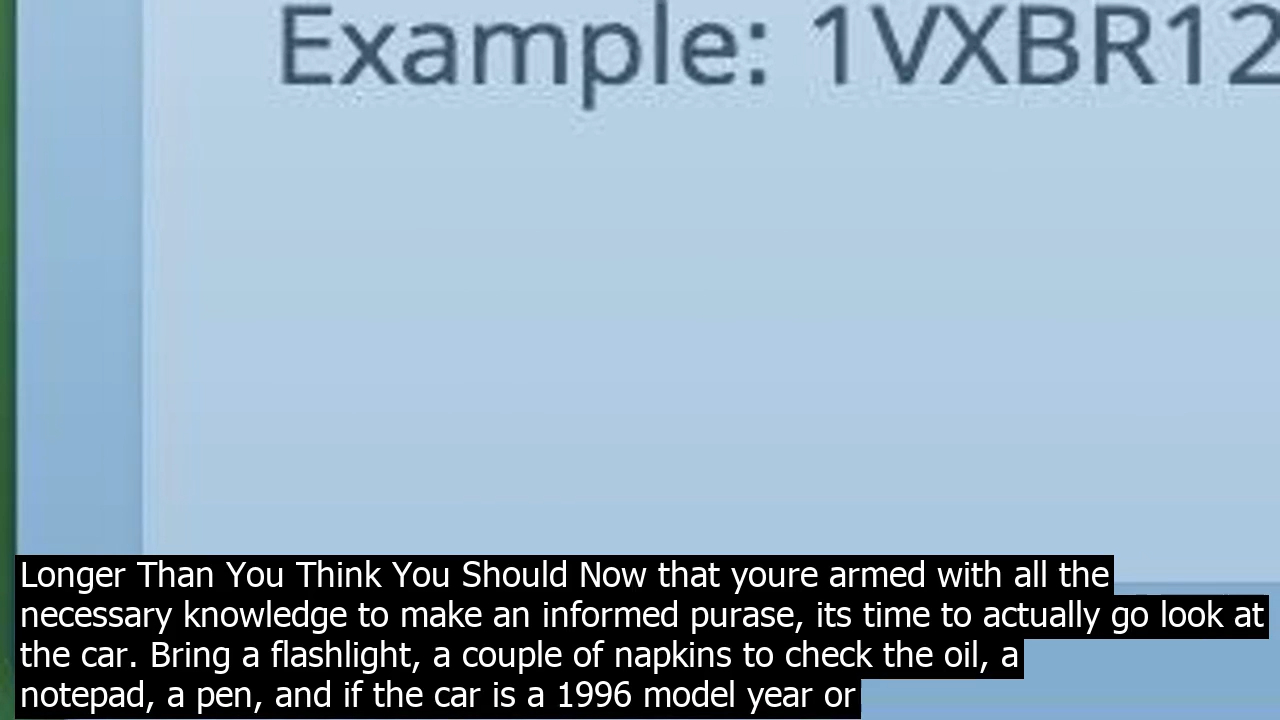 Example: 1VXBR12
Longer Than You Think You Should Now that youre armed with all the
necessary knowledge to make an informed purase, its time to actually go look at
the car. Bring a flashlight, a couple of napkins to check the oil, a
notepad, a pen, and if the car is a 1996 model year or